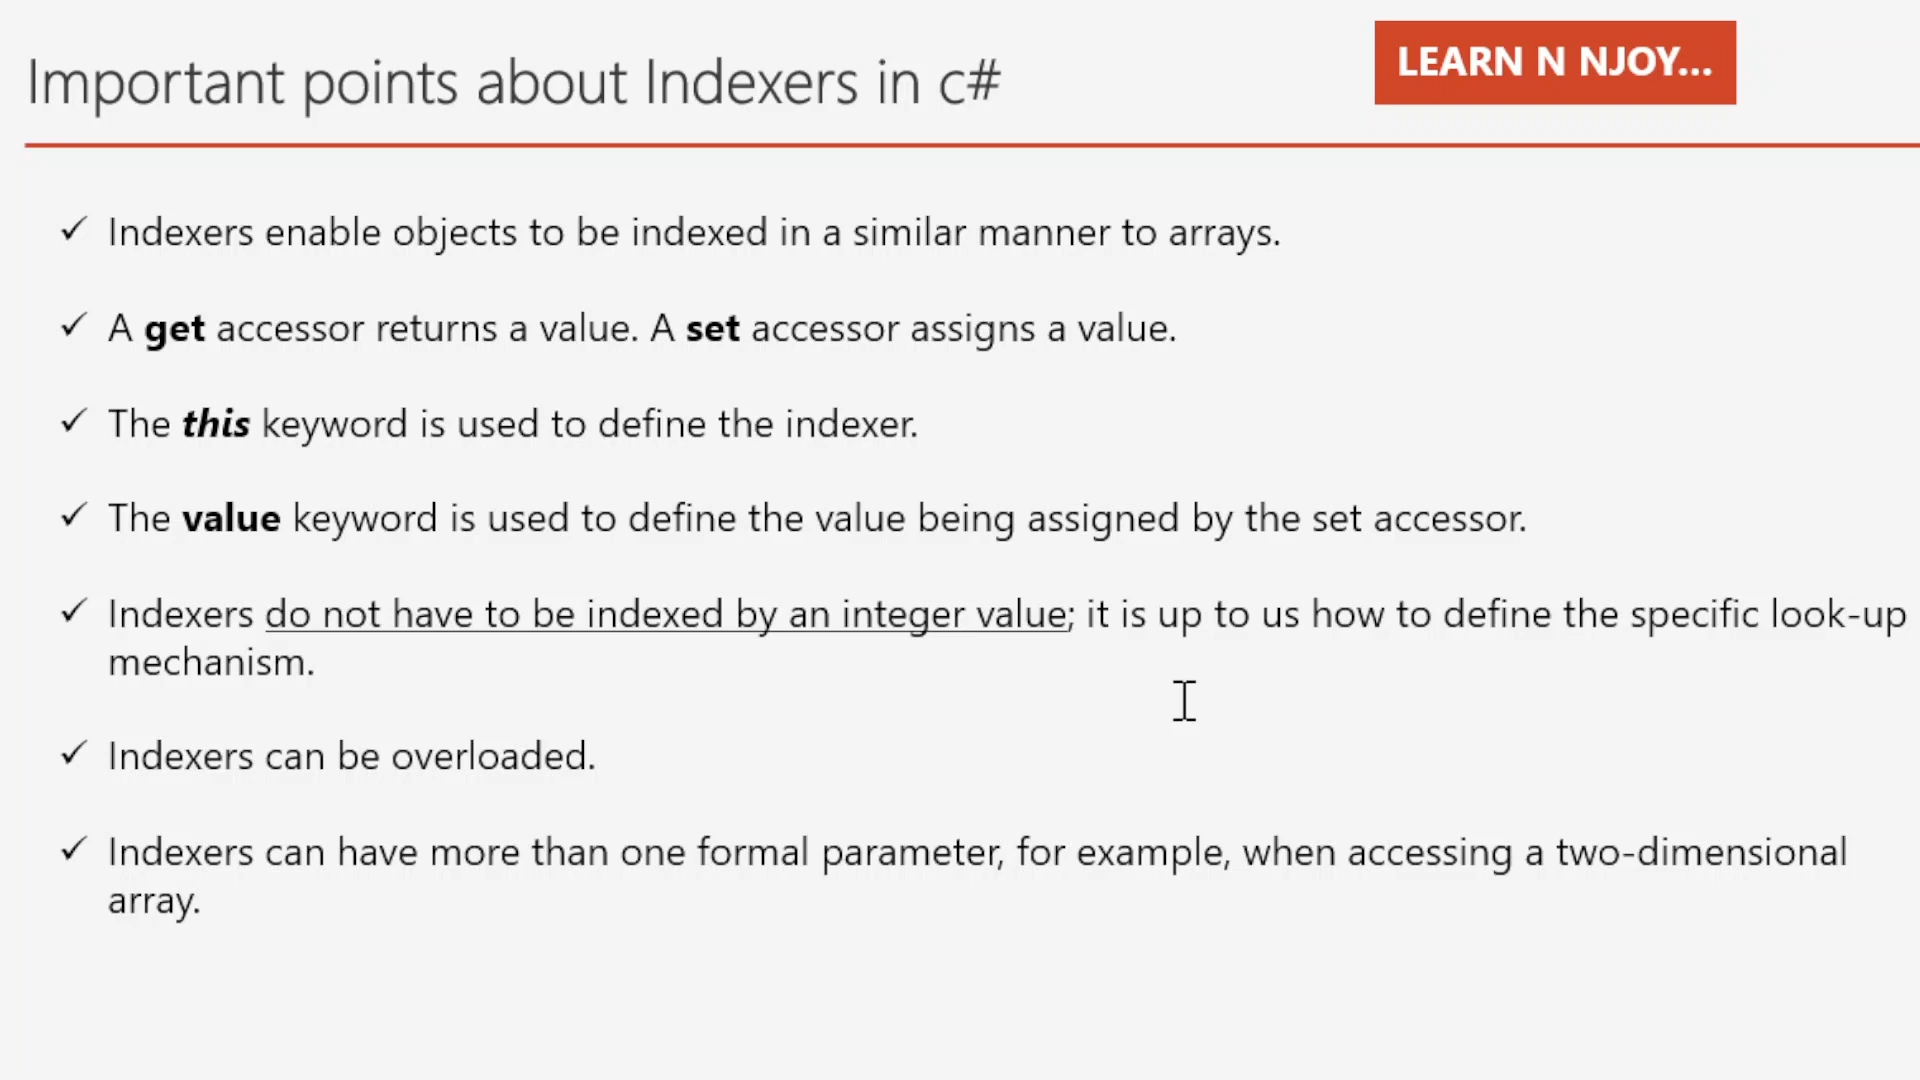 Important points about Indexers in c#
LEARN N NJOY...
✓ Indexers enable objects to be indexed in a similar manner to arrays.
✓ A get accessor returns a value. A set accessor assigns a value.
✓ The this keyword is used to define the indexer.
✓ The value keyword is used to define the value being assigned by the set accessor.
✓ Indexers do not have to be indexed by an integer value; it is up to us how to define the specific look-up
mechanism.
✓ Indexers can be overloaded.
✓ Indexers can have more than one formal parameter, for example, when accessing a two-dimensional
array.